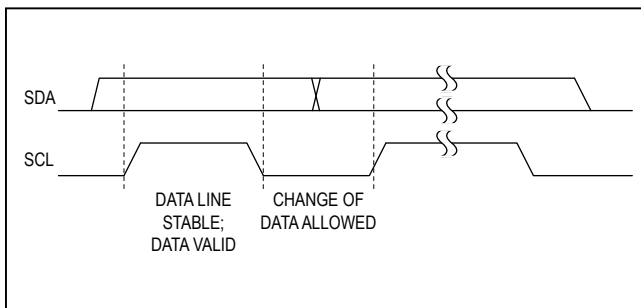 SDA
SCL
DATA LINE
STABLE;
DATA VALID
CHANGE OF
DATA ALLOWED